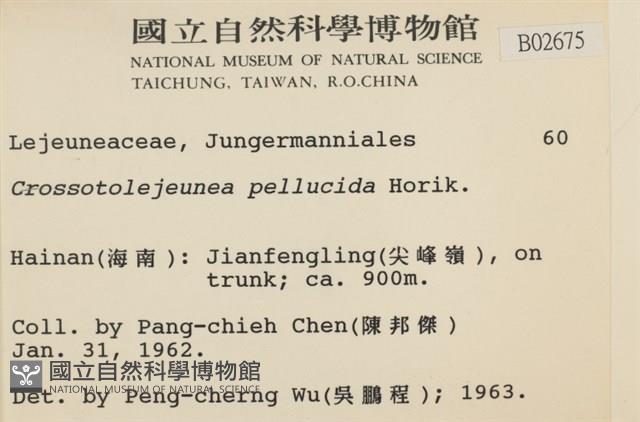 國立自然科學博物館
B02675
NATIONAL MUSEUM OF NATURAL SCIENCE
TAICHUNG, TAIWAN, R.O.CHINA
Lejeuneaceae, Jungermanniales 60
Crossotolejeunea pellucida Horik.
Hainan(海南): Jianfengling(尖峰嶺), on
trunk; ca. 900m.
Coll. by Pang-chieh Chen(陳邦傑)
Jan. 31, 1962.
國立自然科學博物館
NATIONAL MUSEUM OF NATURAL SCIENCE
Det. by Peng-cherng Wu(吳鵬程); 1963.